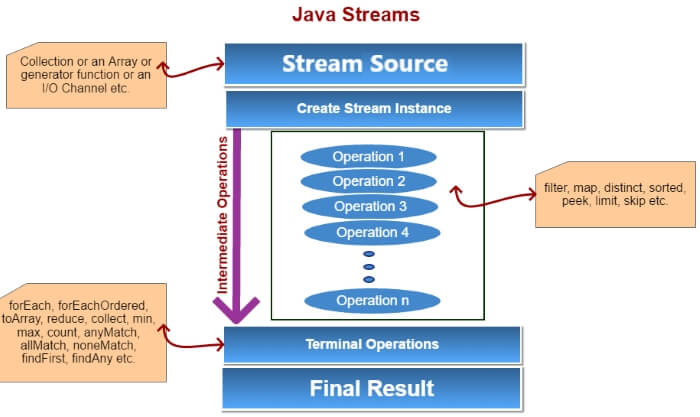 Java Streams
Collection or an Array or
generator function or an
I/O Channel etc.
Stream Source
Create Stream Instance
Intermediate Operations
Operation 1
Operation 2
Operation 3
Operation 4
Operation n
filter, map, distinct, sorted,
peek, limit, skip etc.
forEach, forEachOrdered,
toArray, reduce, collect, min,
max, count, anyMatch,
allMatch, noneMatch,
findFirst, findAny etc.
Terminal Operations
Final Result